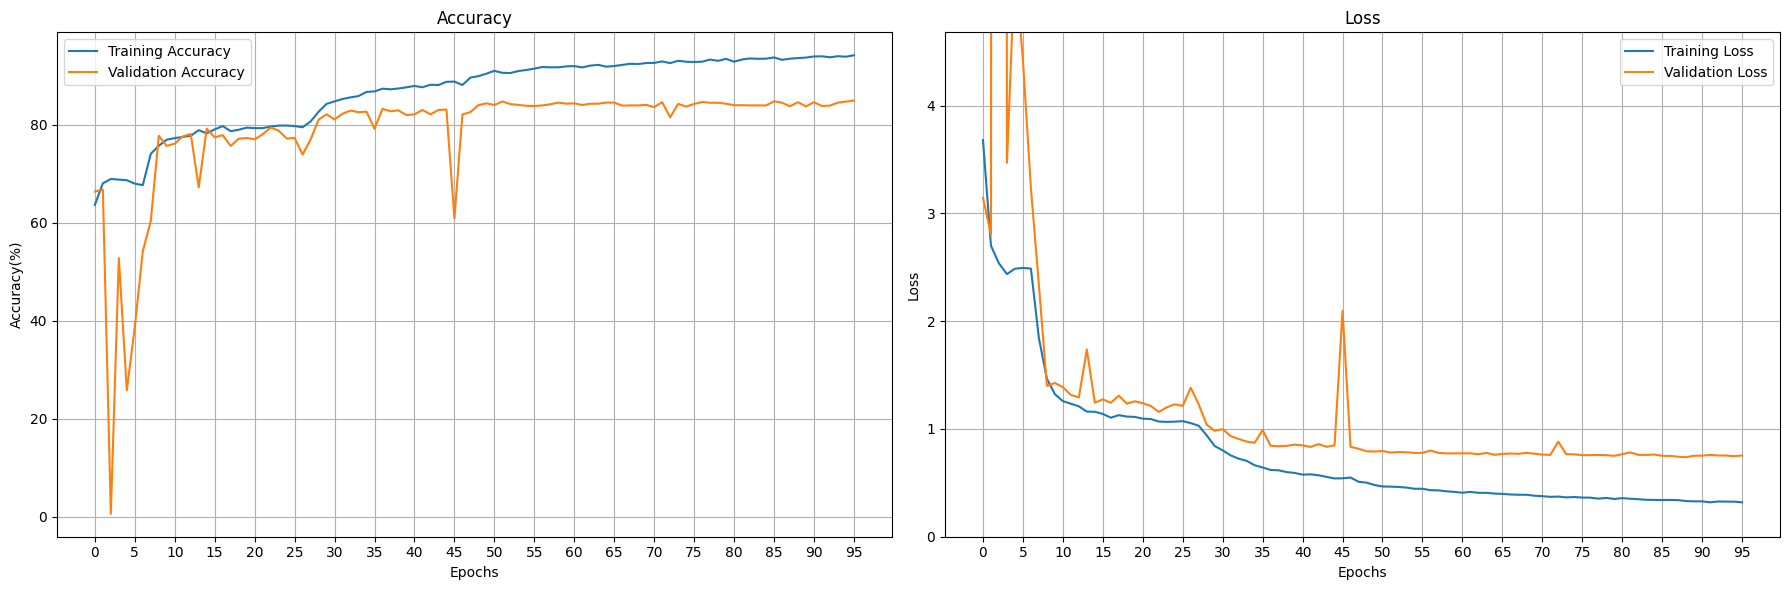 Accuracy
Training Accuracy
Validation Accuracy
Accuracy(%)
80
60
40
20
0
0 5 10 15 20 25 30 35 40 45 50 55 60 65 70 75 80 85 90 95
Epochs
Loss
Training Loss
Validation Loss
Loss
4
3
2
1
0
0 5 10 15 20 25 30 35 40 45 50 55 60 65 70 75 80 85 90 95
Epochs